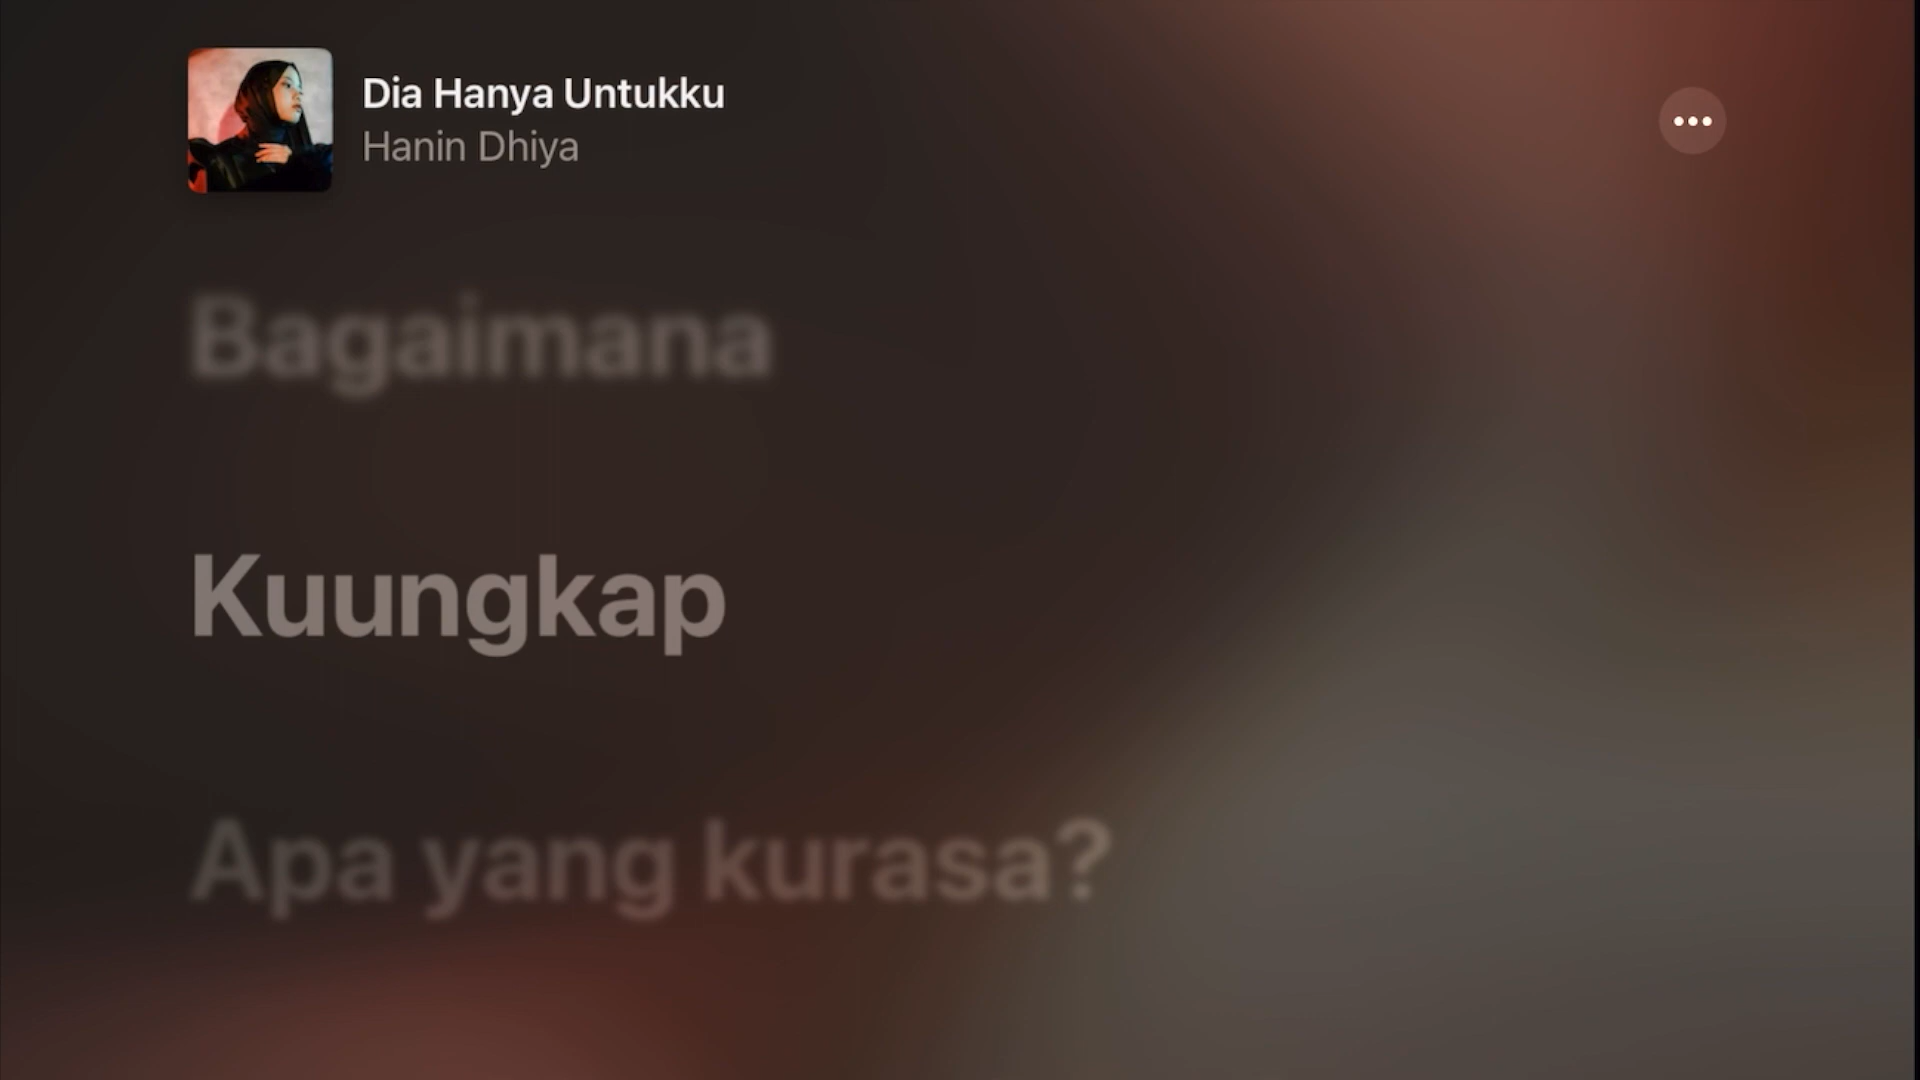 Dia Hanya Untukku
Hanin Dhiya
Bagaimana
Kuungkap
Apa yang kurasa?